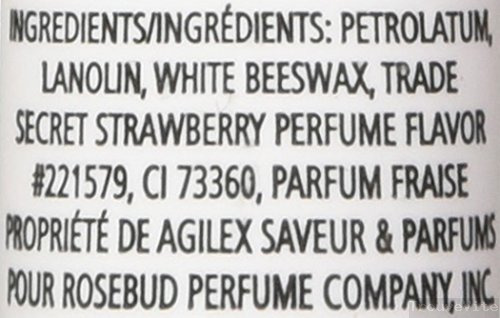 INGREDIENTS/INGRÉDIENTS: PETROLATUM,
LANOLIN, WHITE BEESWAX, TRADE
SECRET STRAWBERRY PERFUME FLAVOR
#221579, CI 73360, PARFUM FRAISE
PROPRIÉTÉ DE AGILEX SAVEUR & PARFUMS
POUR ROSEBUD PERFUME COMPANY, INC